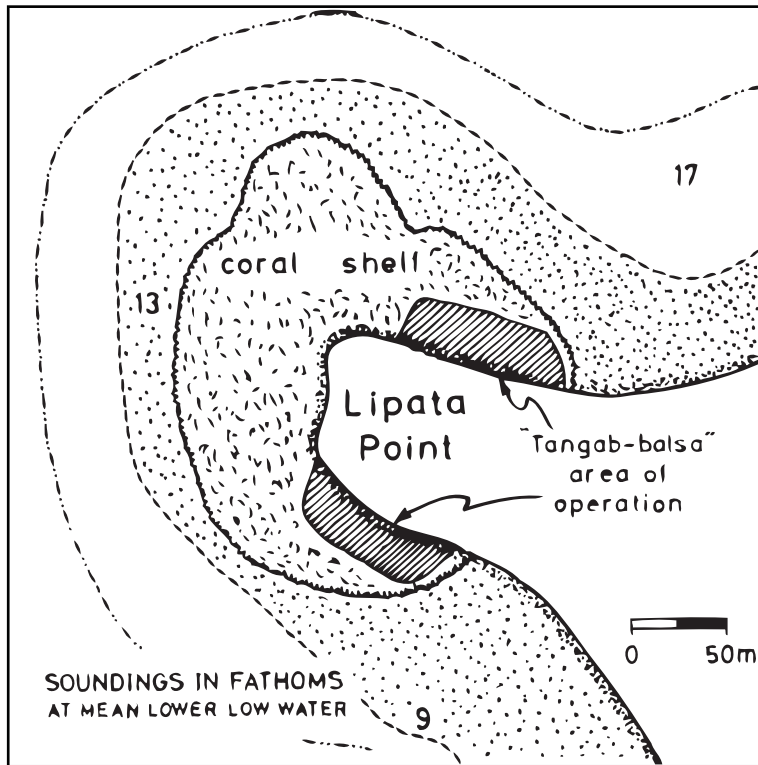 17
coral shell
13
Lipata
Point
"Tangab-balsa"
area of
operation
0 50m
SOUNDINGS IN FATHOMS
AT MEAN LOWER LOW WATER
9